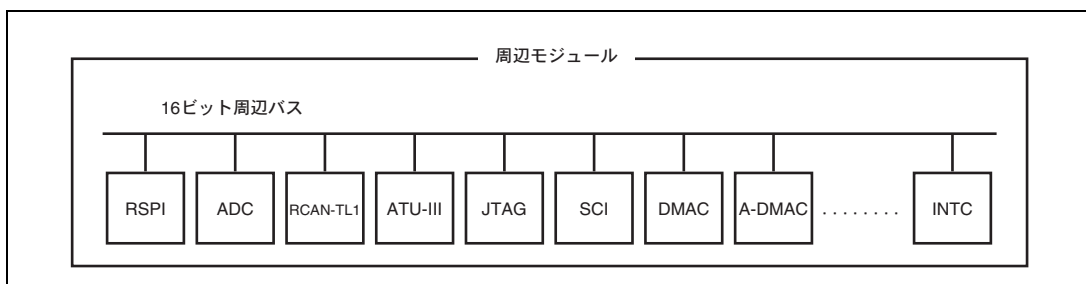 周辺モジュール
16ビット周辺バス
RSPI
ADC
RCAN-TL1
ATU-III
JTAG
SCI
DMAC
A-DMAC
........
INTC